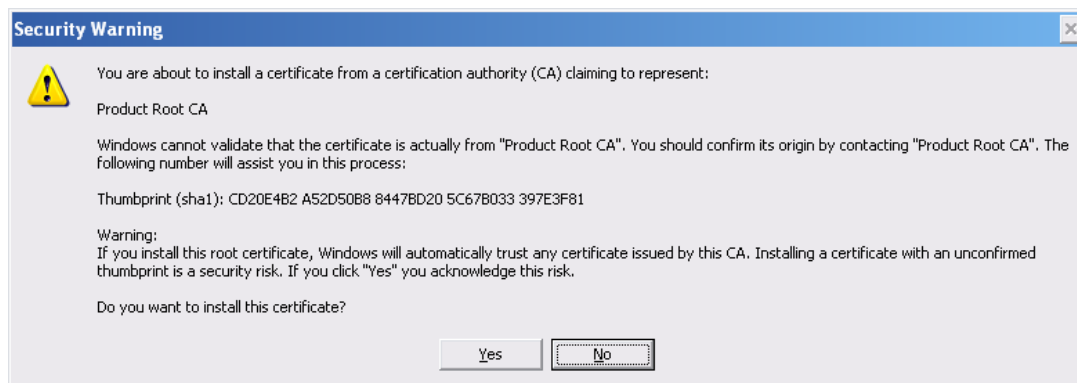 Security Warning
You are about to install a certificate from a certification authority (CA) claiming to represent:
Product Root CA
Windows cannot validate that the certificate is actually from "Product Root CA". You should confirm its origin by contacting "Product Root CA". The
following number will assist you in this process:
Thumbprint (sha1): CD20E4B2 A52D50B8 8447BD20 5C67B033 397E3F81
Warning:
If you install this root certificate, Windows will automatically trust any certificate issued by this CA. Installing a certificate with an unconfirmed
thumbprint is a security risk. If you click "Yes" you acknowledge this risk.
Do you want to install this certificate?
Yes No